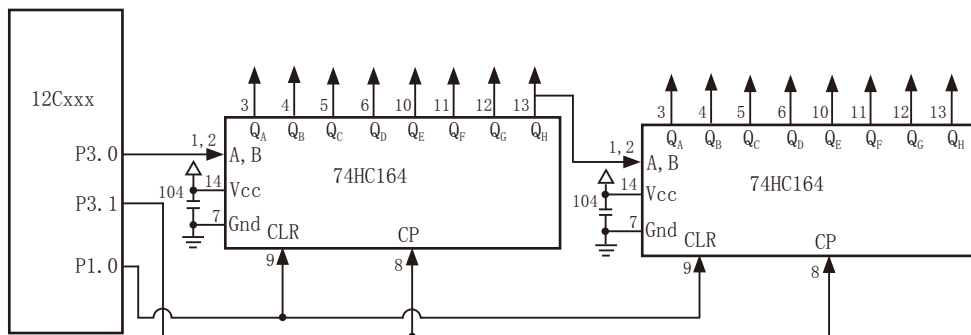 12Cxxx
P3.0
P3.1
P1.0
3 4 5 6 10 11 12 13
QA QB QC QD QE QF QG QH
1,2
A,B
74HC164
14
Vcc
104
7
Gnd
CLR
CP
9
8
3 4 5 6 10 11 12 13
QA QB QC QD QE QF QG QH
1,2
A,B
74HC164
14
Vcc
104
7
Gnd
CLR
CP
9
8